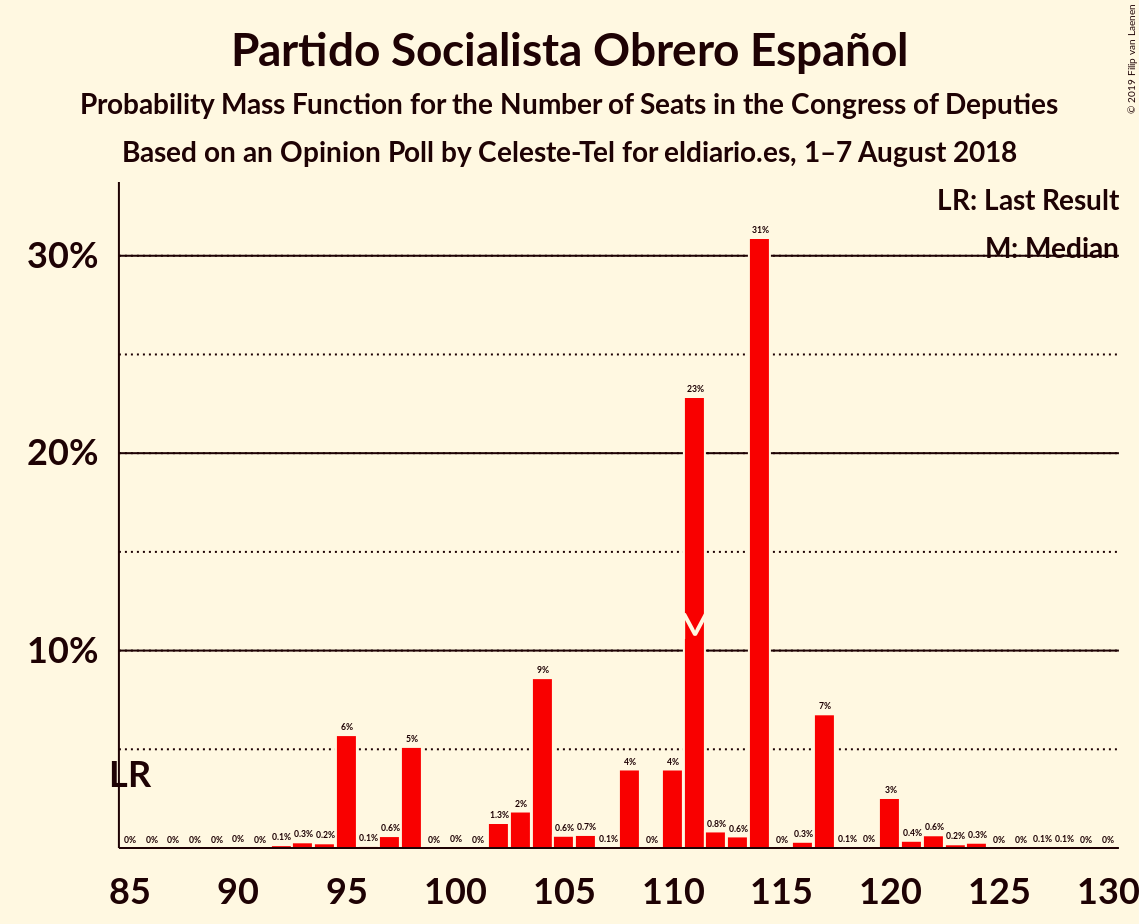 Partido Socialista Obrero Español
Probability Mass Function for the Number of Seats in the Congress of Deputies
Based on an Opinion Poll by Celeste-Tel for eldiario.es, 1–7 August 2018
© 2019 Filip van Laenen
LR: Last Result
M: Median
30%
20%
10%
LR
M
0% 0% 0% 0% 0% 0% 0% 0.1% 0.3% 0.2% 6% 0.1% 0.6% 5% 0% 0% 0% 1.3% 2% 9% 0.6% 0.7% 0.1% 4% 0% 4% 23% 0.8% 0.6% 31% 0% 0.3% 7% 0.1% 0% 3% 0.4% 0.6% 0.2% 0.3% 0% 0% 0.1% 0.1% 0% 0%
85 90 95 100 105 110 115 120 125 130